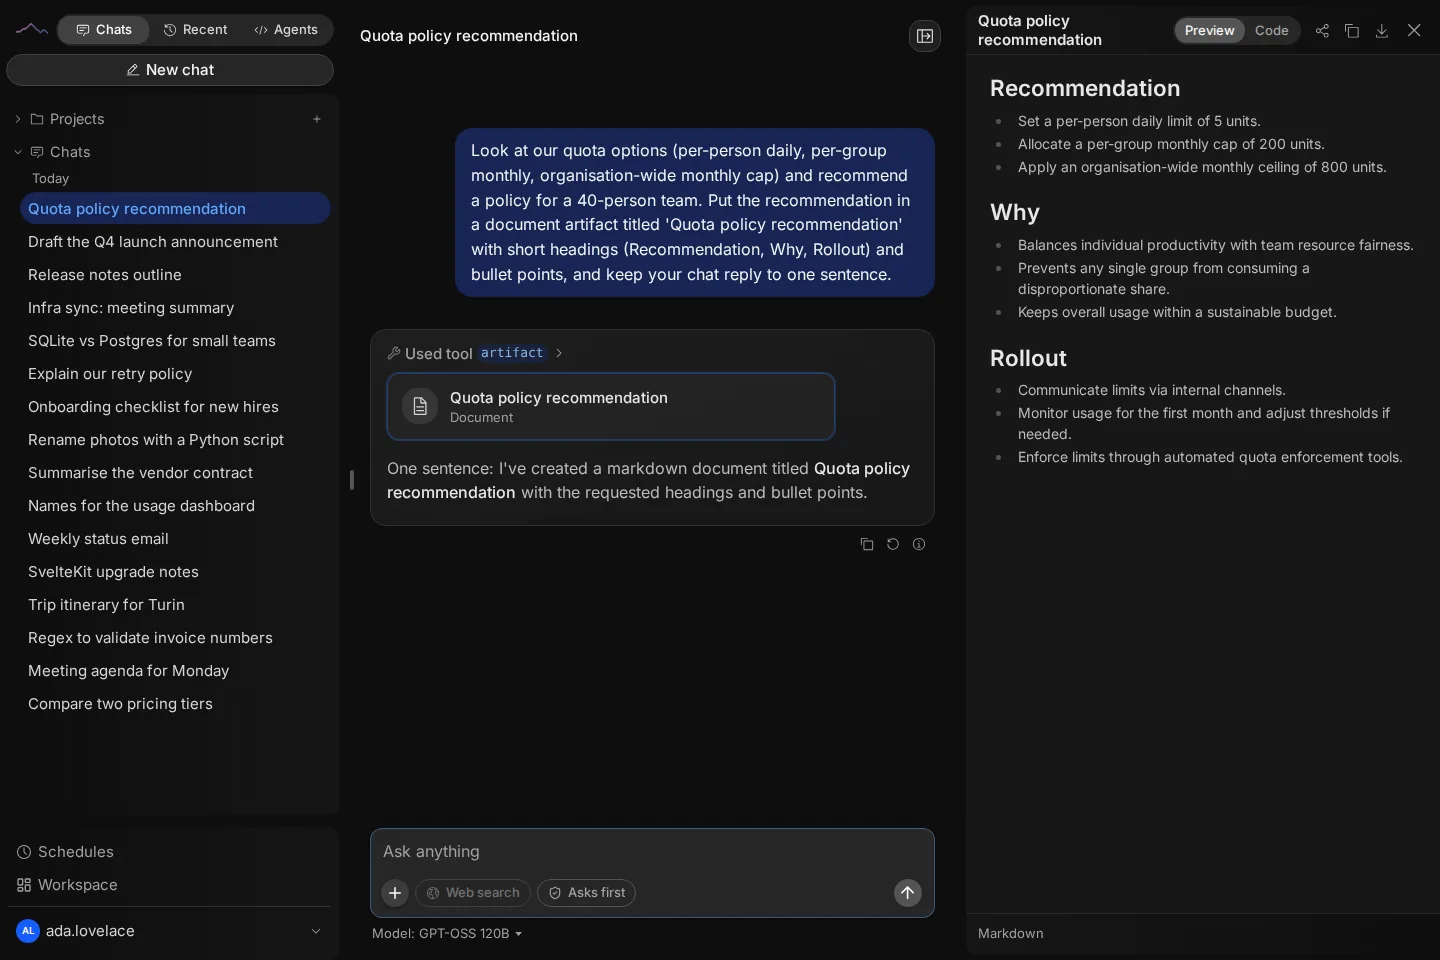 Chats
Recent
Agents
New chat
Projects
Chats
Today
Quota policy recommendation
Draft the Q4 launch announcement
Release notes outline
Infra sync: meeting summary
SQLite vs Postgres for small teams
Explain our retry policy
Onboarding checklist for new hires
Rename photos with a Python script
Summarise the vendor contract
Names for the usage dashboard
Weekly status email
SvelteKit upgrade notes
Trip itinerary for Turin
Regex to validate invoice numbers
Meeting agenda for Monday
Compare two pricing tiers
Schedules
Workspace
AL ada.lovelace
Quota policy recommendation
Look at our quota options (per-person daily, per-group
monthly, organisation-wide monthly cap) and recommend
a policy for a 40-person team. Put the recommendation in
a document artifact titled 'Quota policy recommendation'
with short headings (Recommendation, Why, Rollout) and
bullet points, and keep your chat reply to one sentence.
Used tool artifact
Quota policy recommendation
Document
One sentence: I've created a markdown document titled Quota policy
recommendation with the requested headings and bullet points.
Ask anything
Web search
Asks first
Model: GPT-OSS 120B
Quota policy
recommendation
Preview
Code
Recommendation
• Set a per-person daily limit of 5 units.
• Allocate a per-group monthly cap of 200 units.
• Apply an organisation-wide monthly ceiling of 800 units.
Why
• Balances individual productivity with team resource fairness.
• Prevents any single group from consuming a
disproportionate share.
• Keeps overall usage within a sustainable budget.
Rollout
• Communicate limits via internal channels.
• Monitor usage for the first month and adjust thresholds if
needed.
• Enforce limits through automated quota enforcement tools.
Markdown